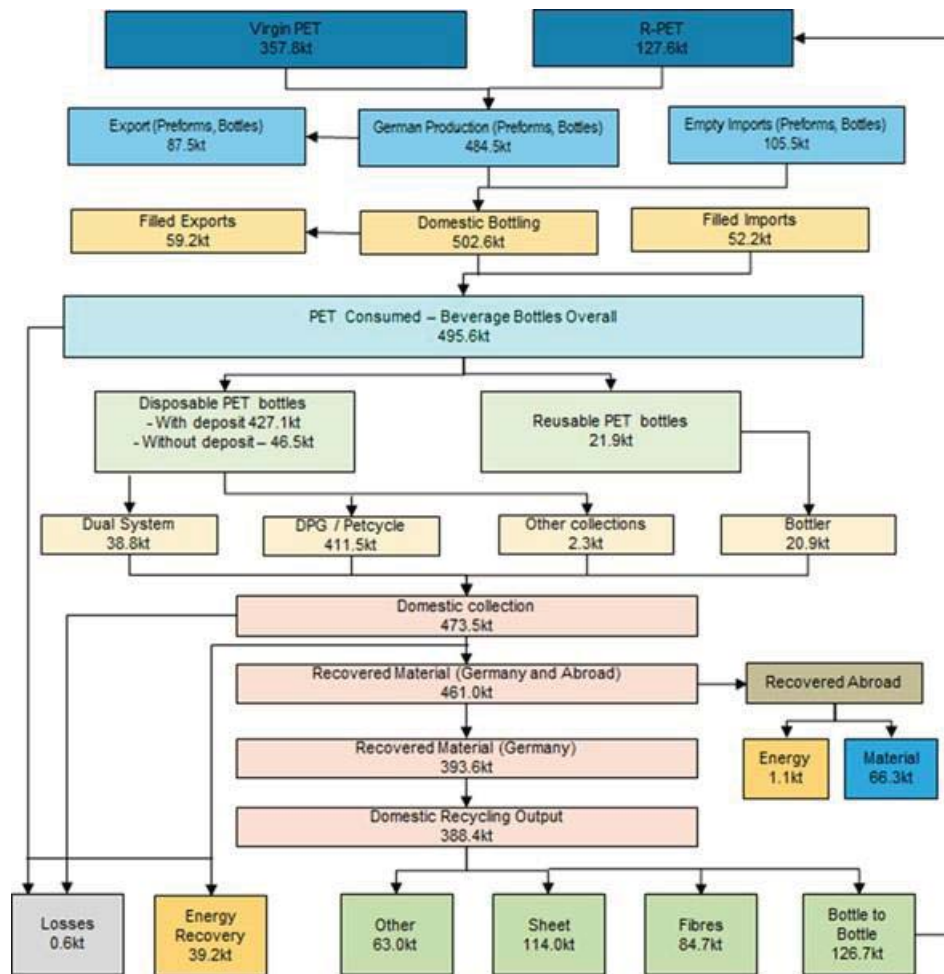 Virgin PET
357.8kt
R-PET
127.6kt
Export (Preforms, Bottles)
87.5kt
German Production (Preforms, Bottles)
484.5kt
Empty Imports (Preforms, Bottles)
105.5kt
Filled Exports
59.2kt
Domestic Bottling
502.6kt
Filled Imports
52.2kt
PET Consumed – Beverage Bottles Overall
495.6kt
Disposable PET bottles
- With deposit 427.1kt
- Without deposit – 46.5kt
Reusable PET bottles
21.9kt
Dual System
38.8kt
DPG / Petcycle
411.5kt
Other collections
2.3kt
Bottler
20.9kt
Domestic collection
473.5kt
Recovered Material (Germany and Abroad)
461.0kt
Recovered Abroad
Recovered Material (Germany)
393.6kt
Energy
1.1kt
Material
66.3kt
Domestic Recycling Output
388.4kt
Losses
0.6kt
Energy
Recovery
39.2kt
Other
63.0kt
Sheet
114.0kt
Fibres
84.7kt
Bottle to
Bottle
126.7kt